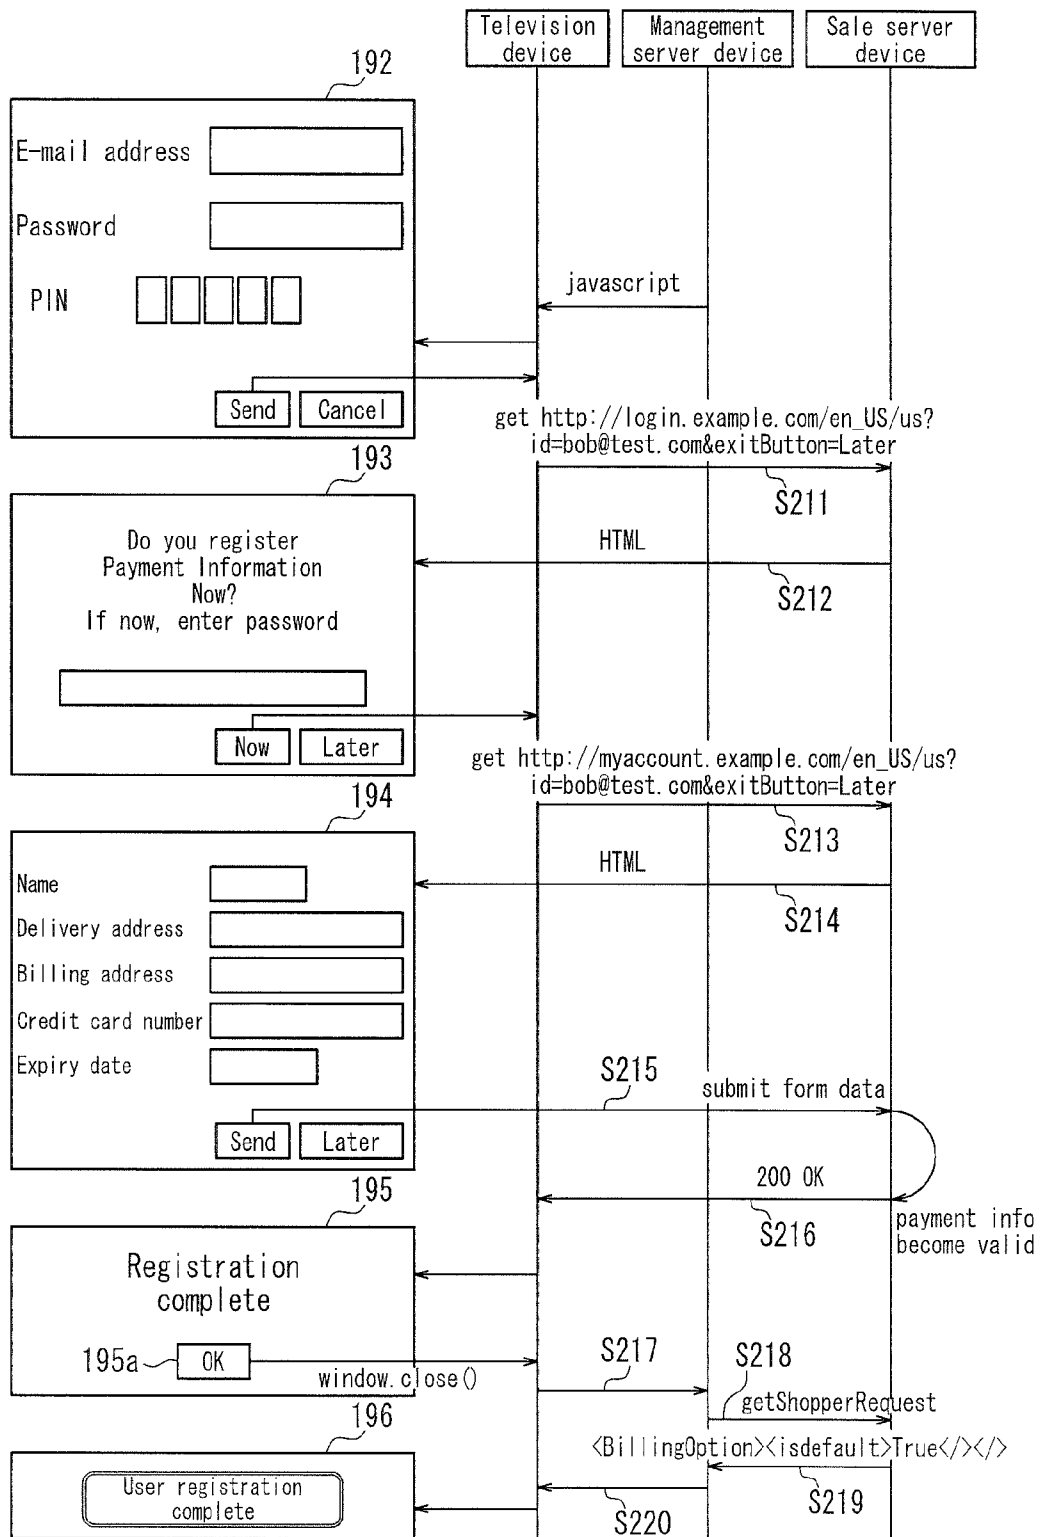 Television
device
Management
server device
Sale server
device
192
E-mail address
Password
PIN
javascript
Send
Cancel
get http://login.example.com/en_US/us?
id=bob@test.com&exitButton=Later
193
S211
Do you register
Payment Information
Now?
If now, enter password
HTML
S212
Now
Later
get http://myaccount.example.com/en_US/us?
id=bob@test.com&exitButton=Later
194
S213
HTML
Name
S214
Delivery address
Billing address
Credit card number
Expiry date
S215
submit form data
Send
Later
200 OK
195
S216
payment info
become valid
Registration
complete
195a
OK
window.close()
S217
S218
getShopperRequest
196
<BillingOption><isdefault>True</></>
User registration
complete
S219
S220